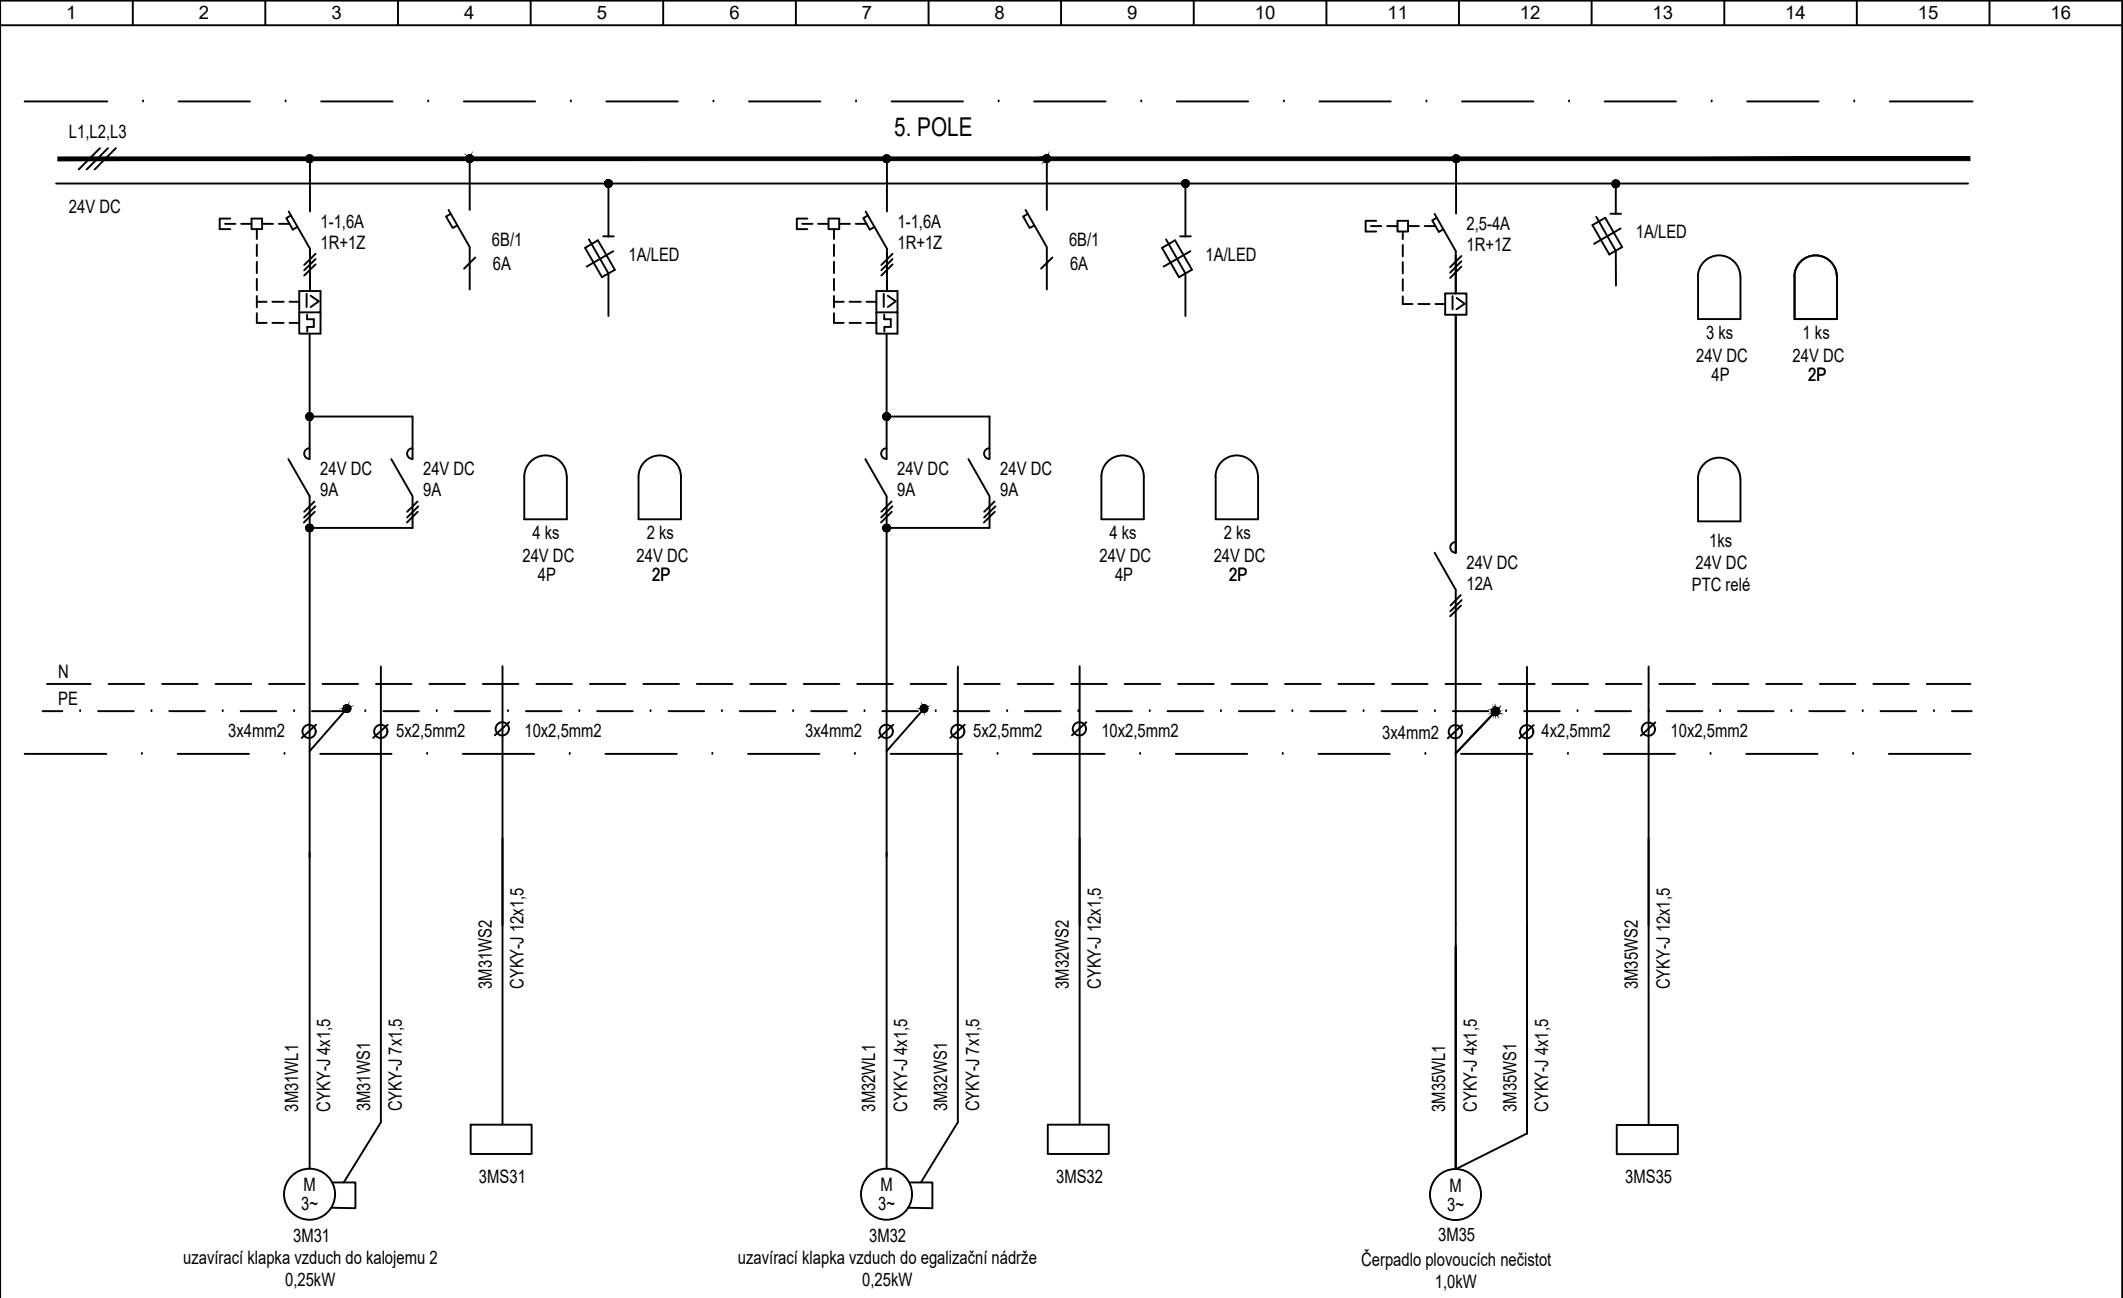 1 2 3 4 5 6 7 8 9 10 11 12 13 14 15 16
5. POLE
L1,L2,L3
24V DC
1-1,6A
1R+1Z
6B/1
6A
1A/LED
1-1,6A
1R+1Z
6B/1
6A
1A/LED
2,5-4A
1R+1Z
1A/LED
3 ks
24V DC
4P
1 ks
24V DC
2P
24V DC
9A
24V DC
9A
4 ks
24V DC
4P
2 ks
24V DC
2P
24V DC
9A
24V DC
9A
4 ks
24V DC
4P
2 ks
24V DC
2P
24V DC
12A
1ks
24V DC
PTC relé
N
PE
3x4mm2
5x2,5mm2
10x2,5mm2
3x4mm2
5x2,5mm2
10x2,5mm2
3x4mm2
4x2,5mm2
10x2,5mm2
3M31WL1
CYKY-J 4x1,5
3M31WS1
CYKY-J 7x1,5
3M31WS2
CYKY-J 12x1,5
3M32WL1
CYKY-J 4x1,5
3M32WS1
CYKY-J 7x1,5
3M32WS2
CYKY-J 12x1,5
3M35WL1
CYKY-J 4x1,5
3M35WS1
CYKY-J 4x1,5
3M35WS2
CYKY-J 12x1,5
M
3~
3M31
uzavírací klapka vzduch do kalojemu 2
0,25kW
3MS31
M
3~
3M32
uzavírací klapka vzduch do egalizační nádrže
0,25kW
3MS32
M
3~
3M35
Čerpadlo plovoucích nečistot
1,0kW
3MS35